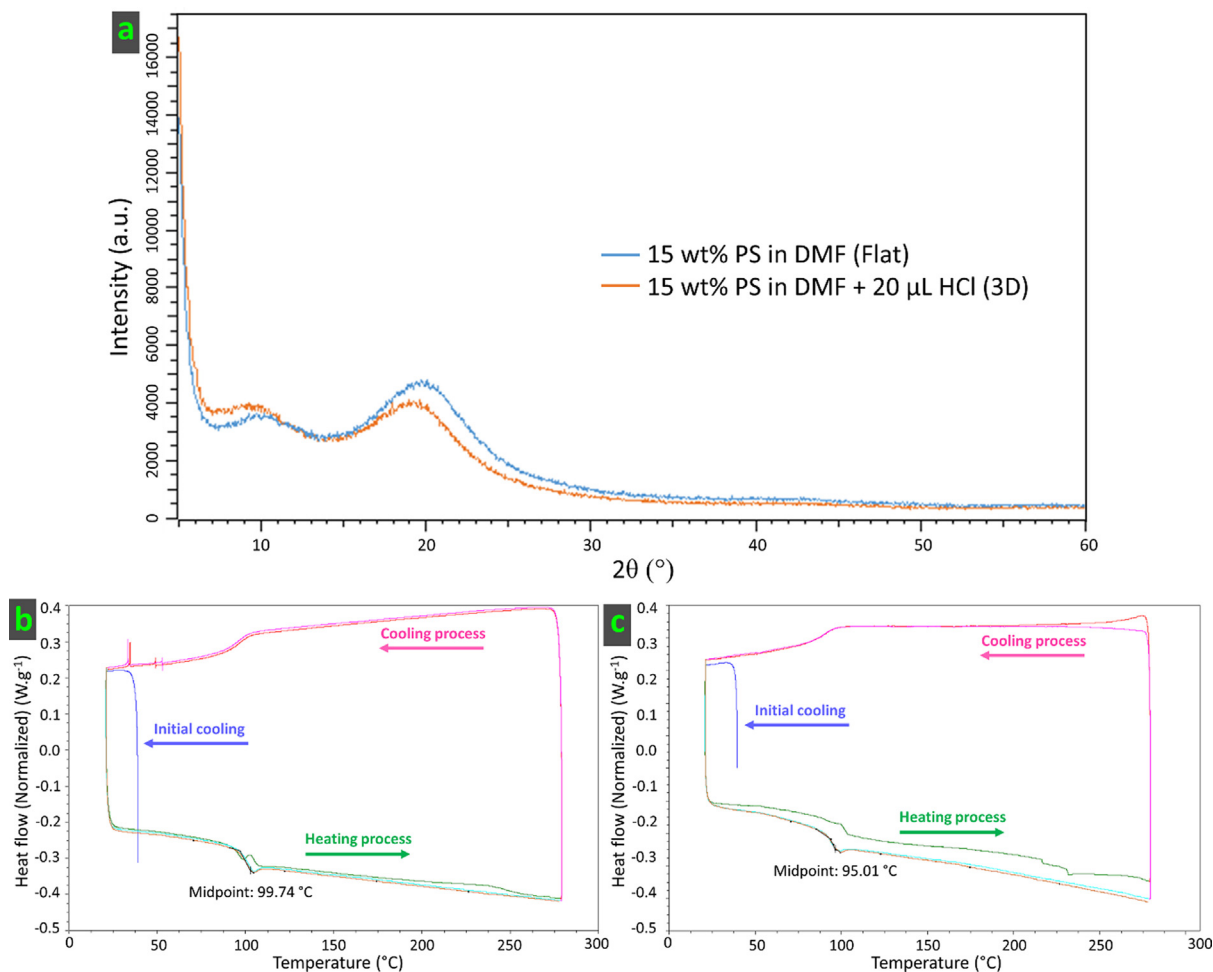 a
16000
14000
12000
10000
8000
6000
4000
2000
0
Intensity (a.u.)
15 wt% PS in DMF (Flat)
15 wt% PS in DMF + 20 µL HCl (3D)
10 20 30 40 50 60
2θ (°)
b
0.4
0.3
0.2
0.1
0.0
-0.1
-0.2
-0.3
-0.4
-0.5
Heat flow (Normalized) (W.g⁻¹)
Cooling process
Initial cooling
Heating process
Midpoint: 99.74 °C
0 50 100 150 200 250 300
Temperature (°C)
c
0.4
0.3
0.2
0.1
0.0
-0.1
-0.2
-0.3
-0.4
-0.5
Heat flow (Normalized) (W.g⁻¹)
Cooling process
Initial cooling
Heating process
Midpoint: 95.01 °C
0 50 100 150 200 250 300
Temperature (°C)